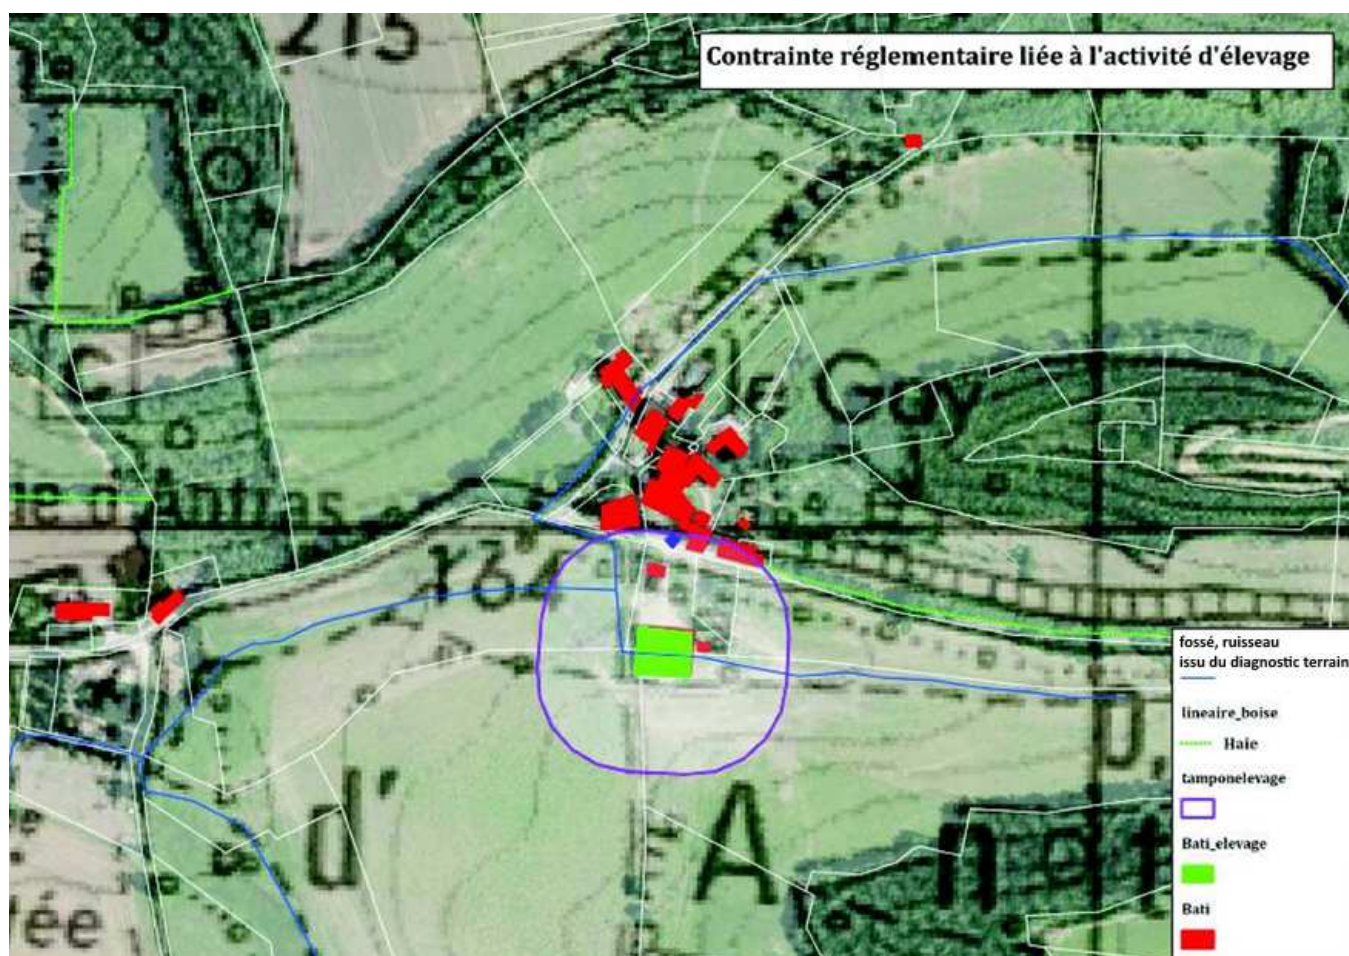 215
Contrainte réglementaire liée à l'activité d'élevage
le Goy
d'Antras
d'
A
fossé, ruisseau
issu du diagnostic terrain
lineaire_boise
Haie
tamponelevage
Bati_elevage
Bati
ée